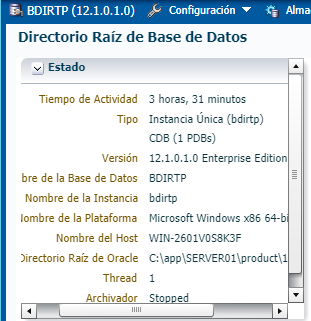 BDIRTP (12.1.0.1.0) Configuración Alma
Directorio Raíz de Base de Datos
Estado
Tiempo de Actividad 3 horas, 31 minutos
Tipo Instancia Única (bdirtp)
CDB (1 PDBs)
Versión 12.1.0.1.0 Enterprise Edition
bre de la Base de Datos BDIRTP
Nombre de la Instancia bdirtp
Nombre de la Plataforma Microsoft Windows x86 64-bi
Nombre del Host WIN-2601V0S8K3F
Directorio Raíz de Oracle C:\app\SERVER01\product\1
Thread 1
Archivador Stopped